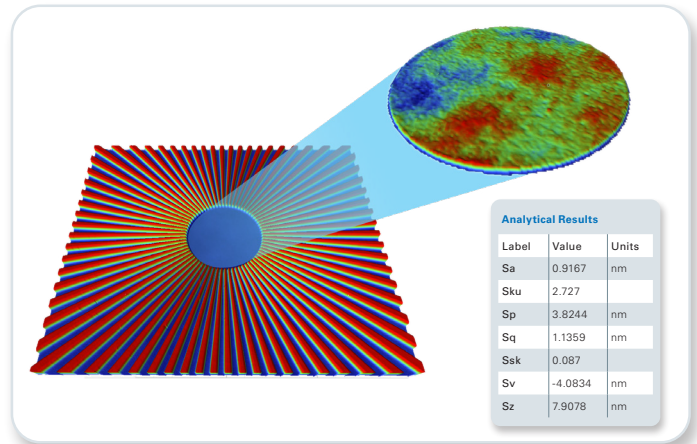 Analytical Results
Label Value Units
Sa 0.9167 nm
Sku 2.727
Sp 3.8244 nm
Sq 1.1359 nm
Ssk 0.087
Sv -4.0834 nm
Sz 7.9078 nm